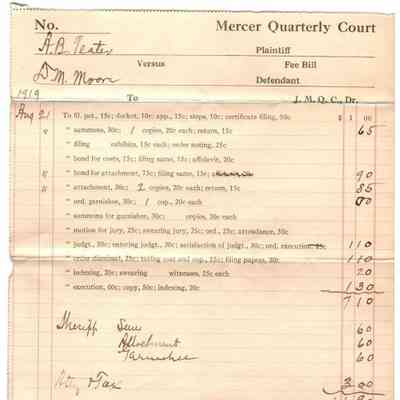 No. Mercer Quarterly Court
A.B. Teater Plaintiff
Versus Fee Bill
D.M. Moore Defendant
1919 To J. M. Q. C., Dr.
Aug 21 To fil. pet., 15c; docket, 10c; app., 15c; steps, 10c; certificate filing, 50c $ 1 00
" " summons, 30c; 1 copies, 20c each; return, 15c 65
" filing exhibits, 15c each; order noting, 25c
" bond for costs, 75c; filing same, 15c; affidavit, 20c
" " bond for attachment, 75c; filing same, 15c; 90
" " attachment, 30c; 2 copies, 20c each; return, 15c 85
" " ord. garnishee, 30c; 1 cop., 20c each
" summons for garnishee, 30c; copies, 20c each
" motion for jury, 25c; swearing jury, 25c; ord., attendance, 50c
" judgt., 30c; entering judgt., 30c; satisfaction of judgt., 30c; ord. execution, 25c, 1 10
" order dismissal, 25c; taxing cost and cop., 15c; filing papers, 30c 1 10
" indexing, 20c; swearing witnesses, 25c each 20
" execution, 60c; copy, 50c; indexing, 20c 1 30
7 10
Sheriff Sum 60
Attachment 60
Garnishee 60
Atty & Tax 3 00